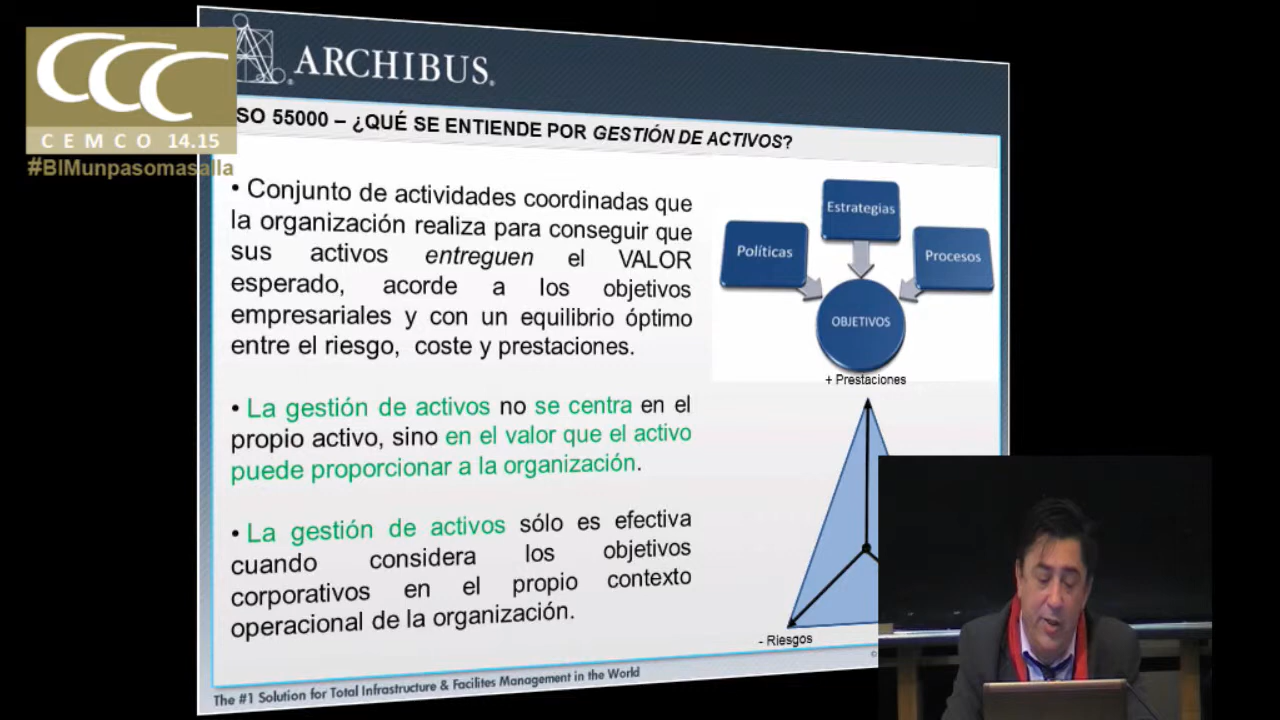 CCC
CEMCO 14.15
#BIMunpasomasalla
ARCHIBUS®
SO 55000 – ¿QUÉ SE ENTIENDE POR GESTIÓN DE ACTIVOS?
• Conjunto de actividades coordinadas que
la organización realiza para conseguir que
sus activos entreguen el VALOR
esperado, acorde a los objetivos
empresariales y con un equilibrio óptimo
entre el riesgo, coste y prestaciones.
• La gestión de activos no se centra en el
propio activo, sino en el valor que el activo
puede proporcionar a la organización.
• La gestión de activos sólo es efectiva
cuando considera los objetivos
corporativos en el propio contexto
operacional de la organización.
Estrategias
Políticas
Procesos
OBJETIVOS
+ Prestaciones
- Riesgos
©
The #1 Solution for Total Infrastructure & Facilites Management in the World